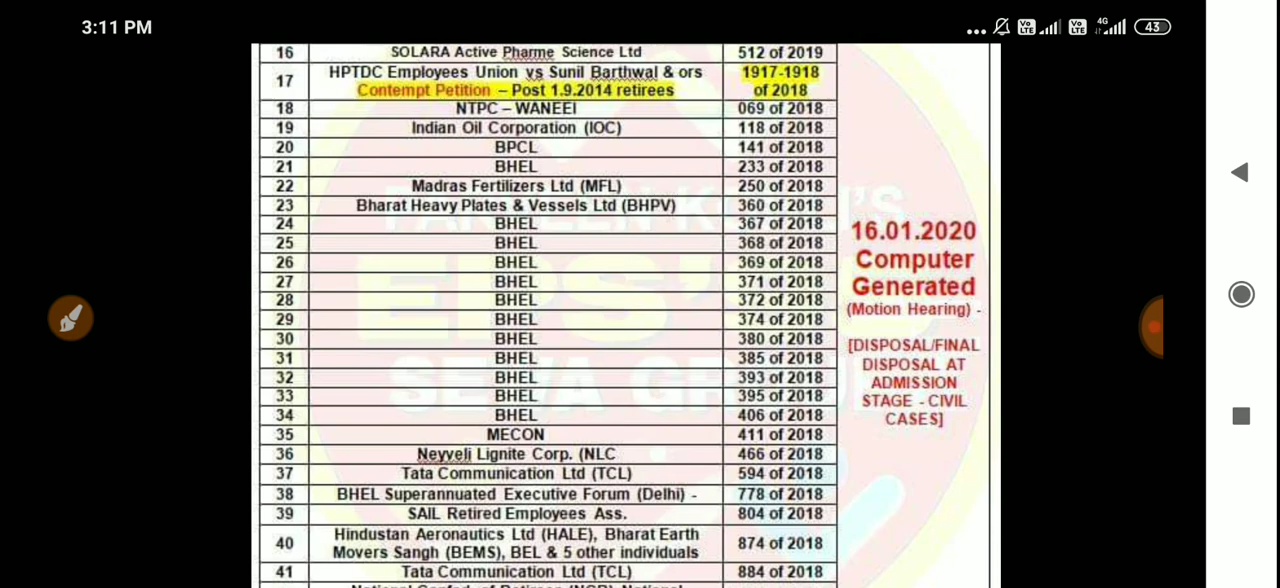 3:11 PM
4G
43
16 SOLARA Active Pharme Science Ltd 512 of 2019
17 HPTDC Employees Union vs Sunil Barthwal & ors 1917-1918
Contempt Petition – Post 1.9.2014 retirees of 2018
18 NTPC – WANEEI 069 of 2018
19 Indian Oil Corporation (IOC) 118 of 2018
20 BPCL 141 of 2018
21 BHEL 233 of 2018
22 Madras Fertilizers Ltd (MFL) 250 of 2018
23 Bharat Heavy Plates & Vessels Ltd (BHPV) 360 of 2018
24 BHEL 367 of 2018
25 BHEL 368 of 2018
26 BHEL 369 of 2018
27 BHEL 371 of 2018
28 BHEL 372 of 2018
29 BHEL 374 of 2018
30 BHEL 380 of 2018
31 BHEL 385 of 2018
32 BHEL 393 of 2018
33 BHEL 395 of 2018
34 BHEL 406 of 2018
35 MECON 411 of 2018
36 Neyveli Lignite Corp. (NLC 466 of 2018
37 Tata Communication Ltd (TCL) 594 of 2018
38 BHEL Superannuated Executive Forum (Delhi) - 778 of 2018
39 SAIL Retired Employees Ass. 804 of 2018
40 Hindustan Aeronautics Ltd (HALE), Bharat Earth
Movers Sangh (BEMS), BEL & 5 other individuals 874 of 2018
41 Tata Communication Ltd (TCL) 884 of 2018
16.01.2020
Computer
Generated
(Motion Hearing) -
[DISPOSAL/FINAL
DISPOSAL AT
ADMISSION
STAGE - CIVIL
CASES]